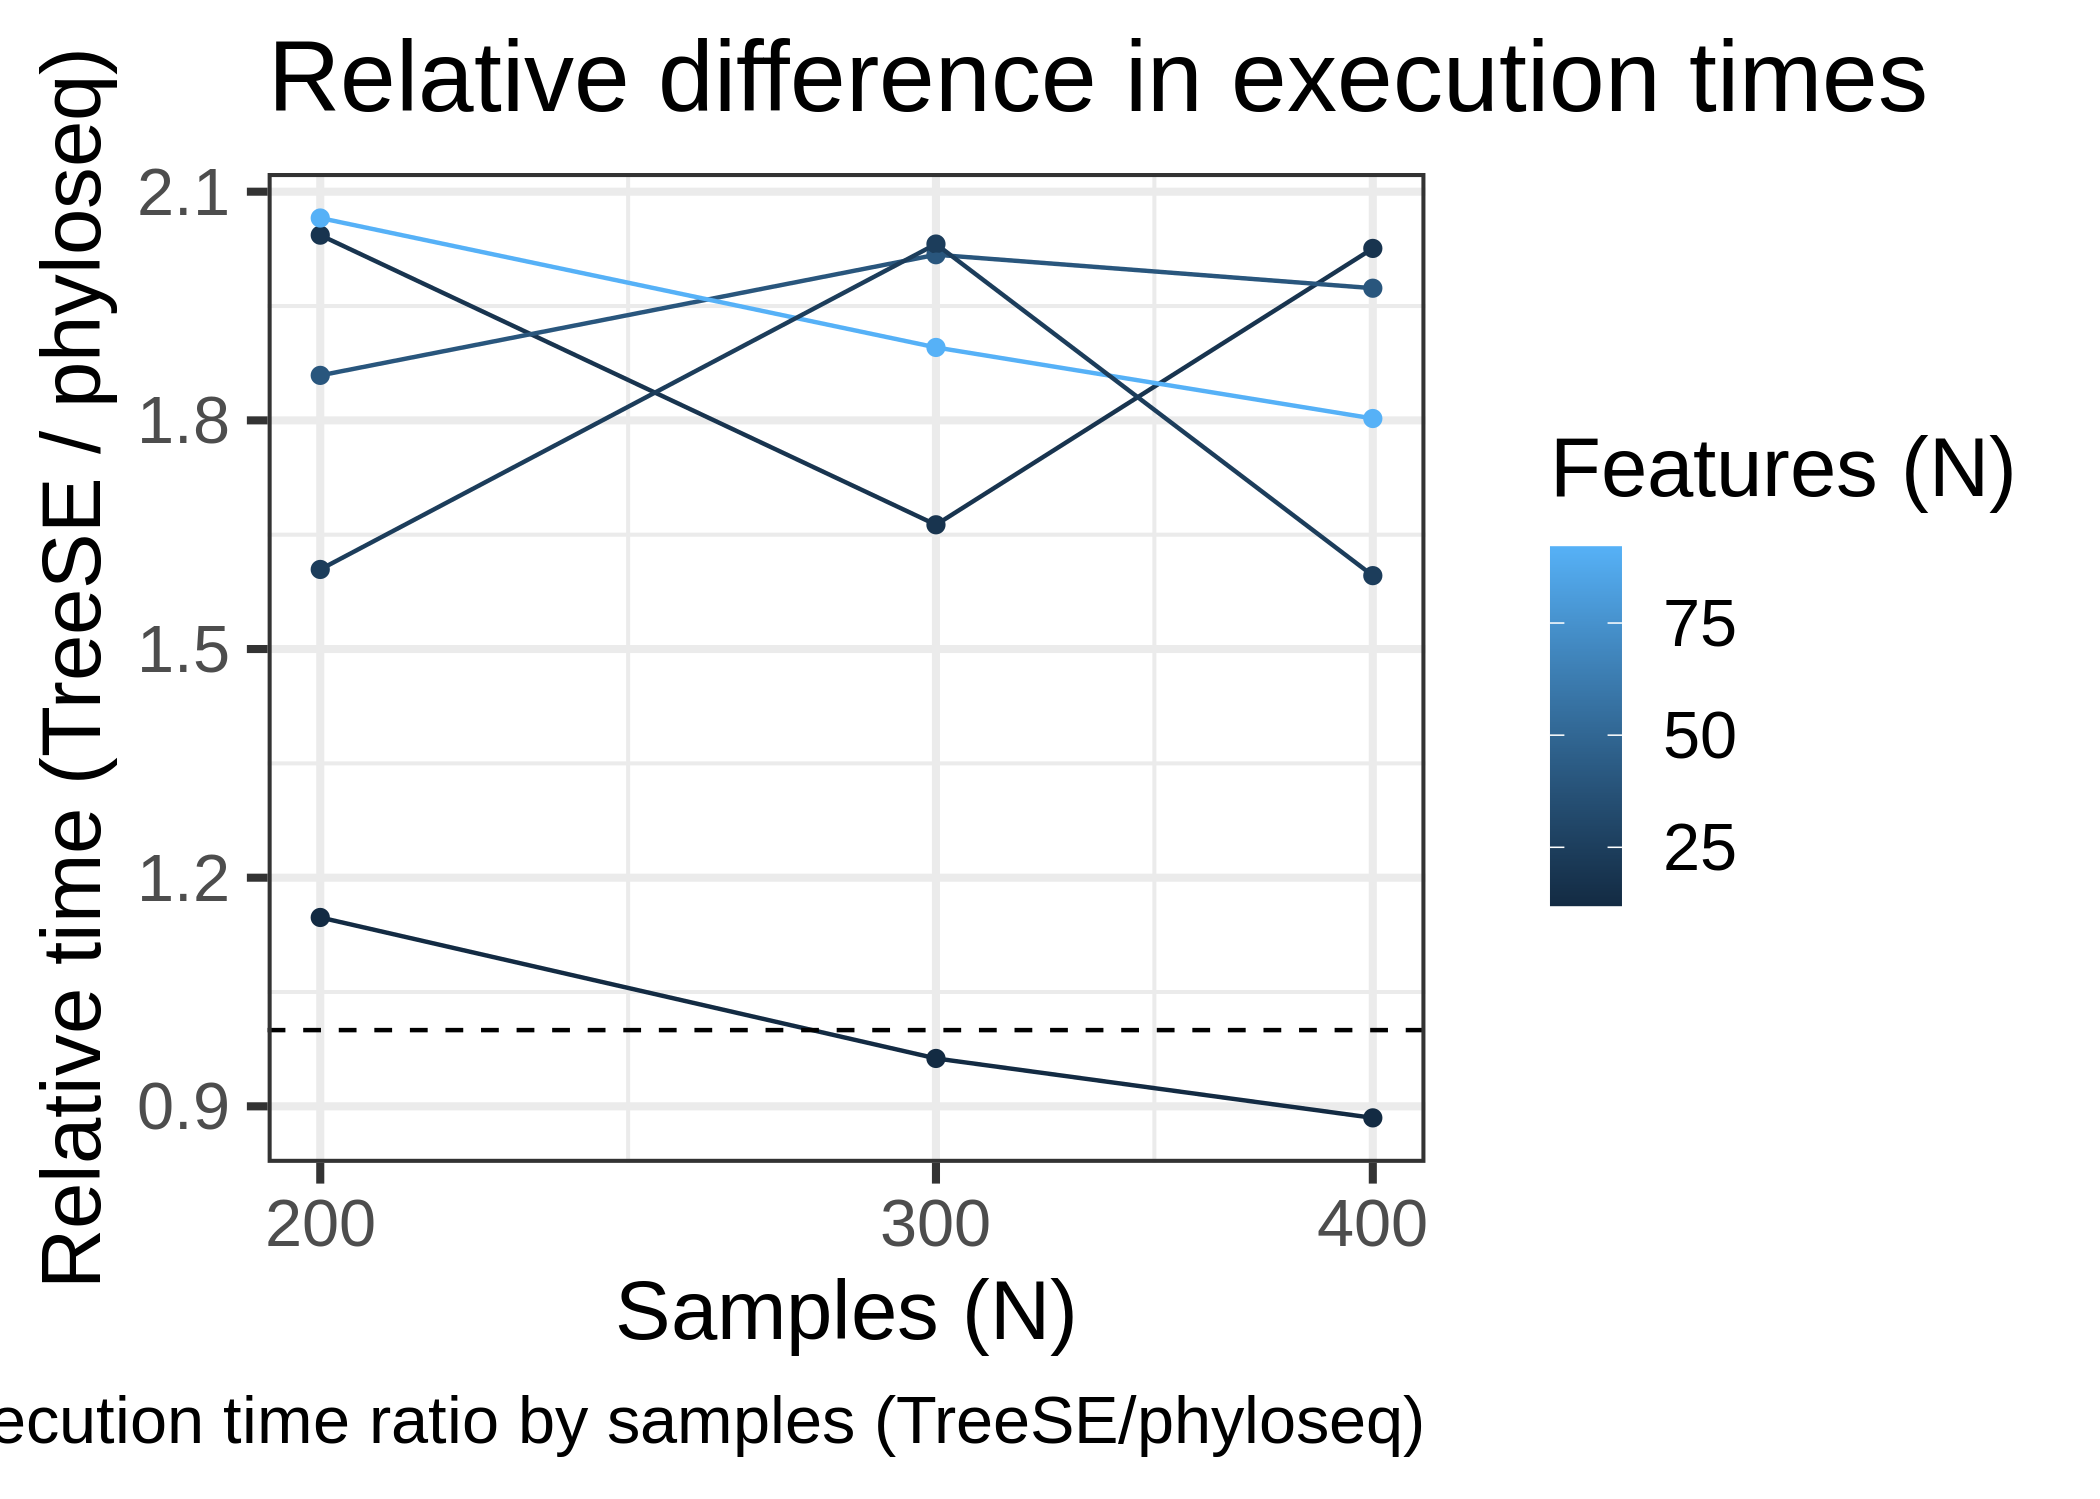 Relative difference in execution times
Relative time (TreeSE / phyloseq)
2.1
1.8
1.5
1.2
0.9
200 300 400
Samples (N)
Features (N)
75
50
25
ecution time ratio by samples (TreeSE/phyloseq)